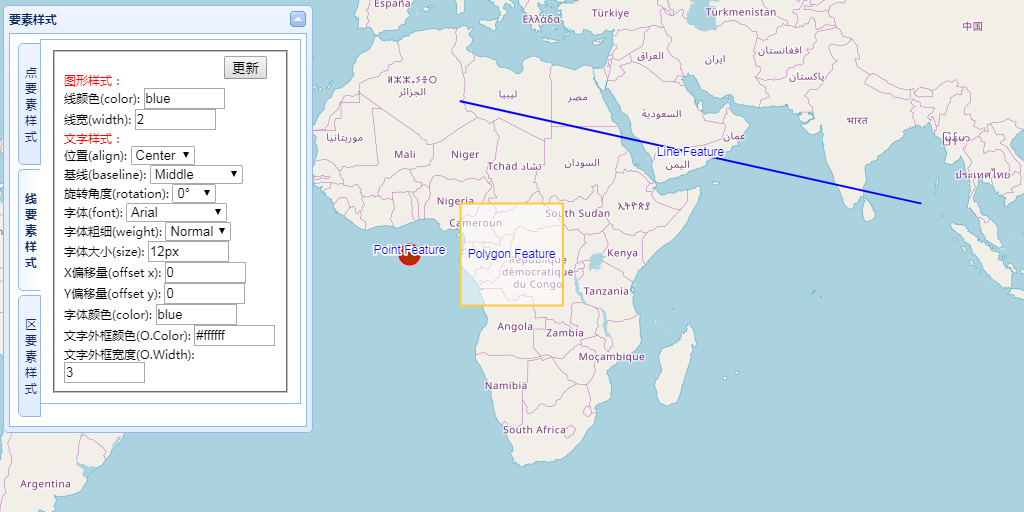 要素样式
点要素样式
线要素样式
区要素样式
更新
图形样式：
线颜色(color): blue
线宽(width): 2
文字样式：
位置(align): Center
基线(baseline): Middle
旋转角度(rotation): 0°
字体(font): Arial
字体粗细(weight): Normal
字体大小(size): 12px
X偏移量(offset x): 0
Y偏移量(offset y): 0
字体颜色(color): blue
文字外框颜色(O.Color): #ffffff
文字外框宽度(O.Width):
3
España
Ελλάδα
Türkiye
Türkmenistan
中国
العراق
ایران
افغانستان
پاکستان
الجزائر
ليبيا
مصر
السعودية
عمان
भारत
ประเทศไทย
موريتانيا
Mali
Niger
Tchad تشاد
السودان
اليمن
Line Feature
Nigeria
Cameroun
South Sudan
ኢትዮጵያ
Point Feature
Polygon Feature
République
démocratique
du Congo
Kenya
Tanzania
Angola
Zambia
Moçambique
Namibia
South Africa
Argentina